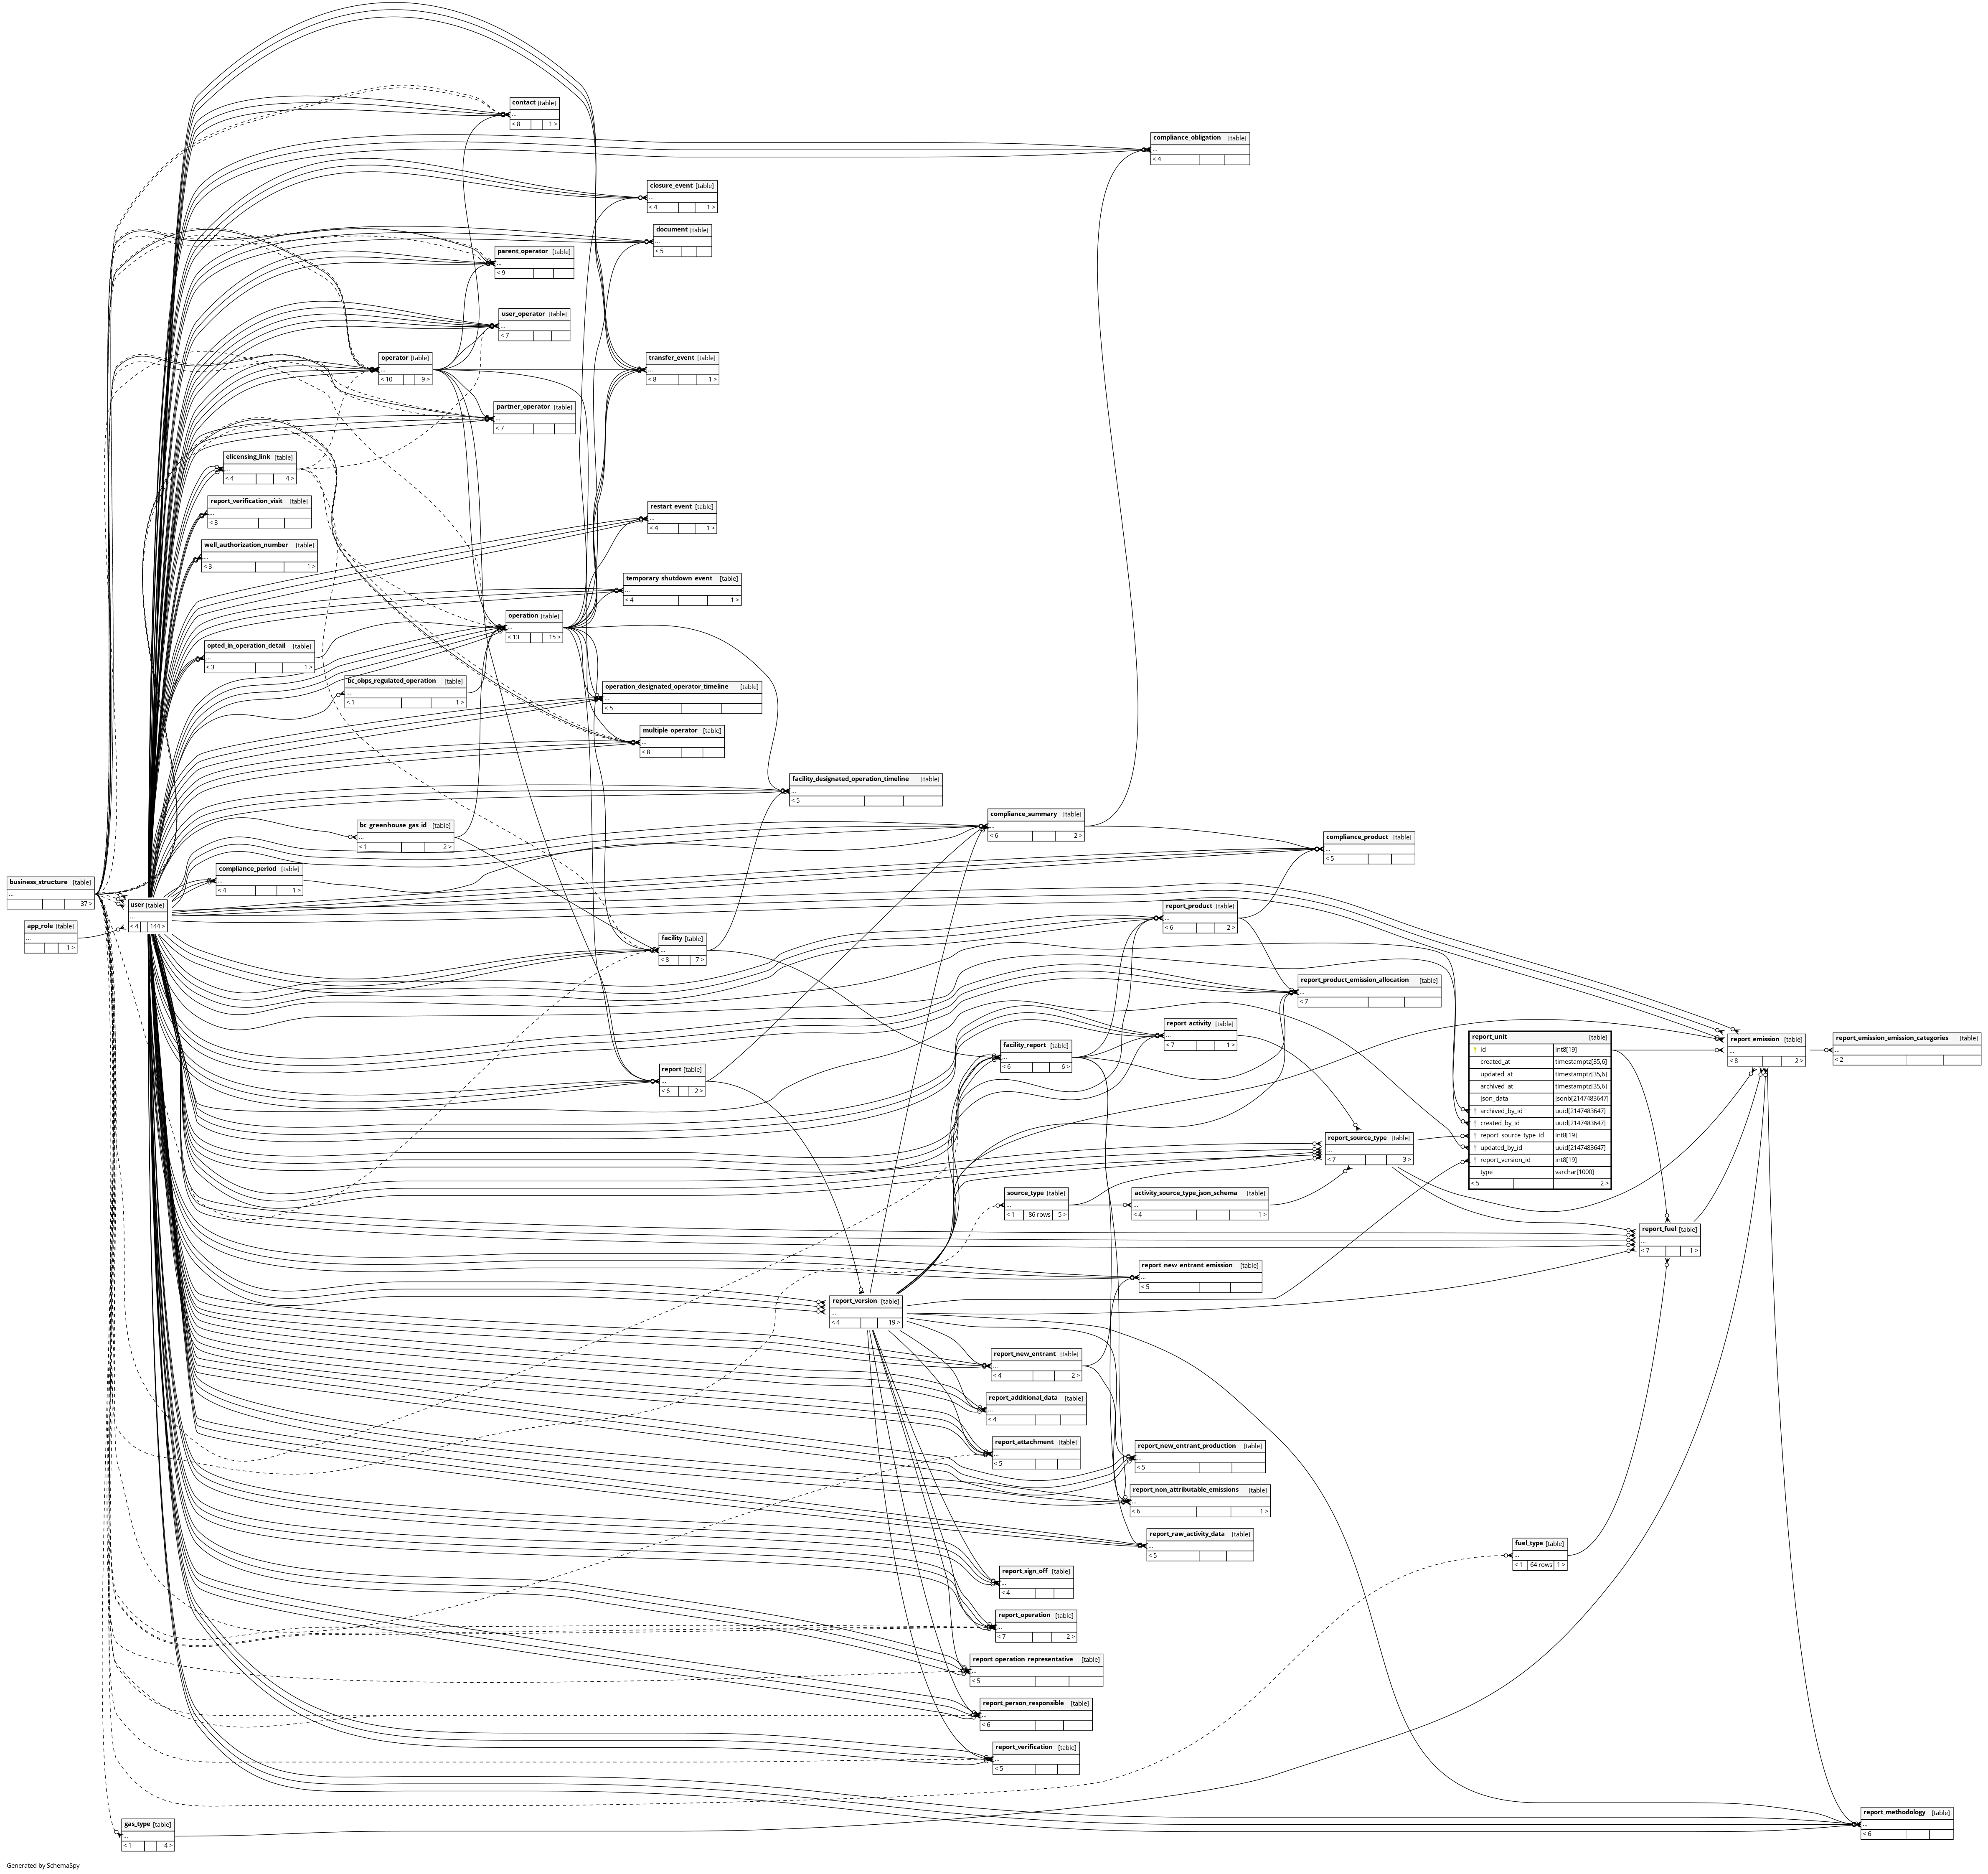 contact [table]
...
< 8 1 >
compliance_obligation [table]
...
< 4
closure_event [table]
...
< 4 1 >
document [table]
...
< 5
parent_operator [table]
...
< 9
user_operator [table]
...
< 7
operator [table]
...
< 10 9 >
transfer_event [table]
...
< 8 1 >
partner_operator [table]
...
< 7
elicensing_link [table]
...
< 4 4 >
report_verification_visit [table]
...
< 3
restart_event [table]
...
< 4 1 >
well_authorization_number [table]
...
< 3 1 >
temporary_shutdown_event [table]
...
< 4 1 >
operation [table]
...
< 13 15 >
opted_in_operation_detail [table]
...
< 3 1 >
bc_obps_regulated_operation [table]
...
< 1 1 >
operation_designated_operator_timeline [table]
...
< 5
multiple_operator [table]
...
< 8
facility_designated_operation_timeline [table]
...
< 5
compliance_summary [table]
...
< 6 2 >
bc_greenhouse_gas_id [table]
...
< 1 2 >
compliance_product [table]
...
< 5
compliance_period [table]
...
< 4 1 >
business_structure [table]
...
37 >
user [table]
...
< 4 144 >
app_role [table]
...
1 >
report_product [table]
...
< 6 2 >
facility [table]
...
< 8 7 >
report_product_emission_allocation [table]
...
< 7
report_activity [table]
...
< 7 1 >
facility_report [table]
...
< 6 6 >
report [table]
...
< 6 2 >
report_unit [table]
id int8[19]
created_at timestamptz[35,6]
updated_at timestamptz[35,6]
archived_at timestamptz[35,6]
json_data jsonb[2147483647]
archived_by_id uuid[2147483647]
created_by_id uuid[2147483647]
report_source_type_id int8[19]
updated_by_id uuid[2147483647]
report_version_id int8[19]
type varchar[1000]
< 5 2 >
report_emission [table]
...
< 8 2 >
report_emission_emission_categories [table]
...
< 2
report_source_type [table]
...
< 7 3 >
source_type [table]
...
< 1 86 rows 5 >
activity_source_type_json_schema [table]
...
< 4 1 >
report_fuel [table]
...
< 7 1 >
report_new_entrant_emission [table]
...
< 5
report_version [table]
...
< 4 19 >
report_new_entrant [table]
...
< 4 2 >
report_additional_data [table]
...
< 4
report_attachment [table]
...
< 5
report_new_entrant_production [table]
...
< 5
report_non_attributable_emissions [table]
...
< 6 1 >
report_raw_activity_data [table]
...
< 5
fuel_type [table]
...
< 1 64 rows 1 >
report_sign_off [table]
...
< 4
report_operation [table]
...
< 7 2 >
report_operation_representative [table]
...
< 5
report_person_responsible [table]
...
< 6
report_verification [table]
...
< 5
gas_type [table]
...
< 1 4 >
report_methodology [table]
...
< 6
Generated by SchemaSpy